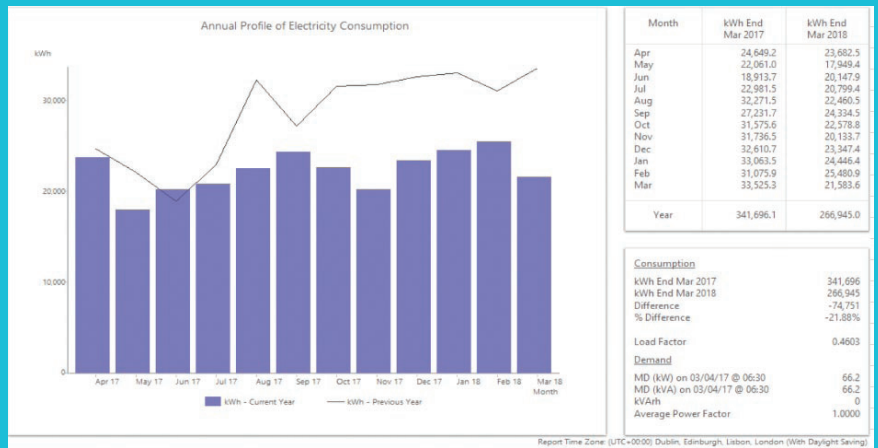 Annual Profile of Electricity Consumption
kWh
30,000
20,000
10,000
0
Apr 17 May 17 Jun 17 Jul 17 Aug 17 Sep 17 Oct 17 Nov 17 Dec 17 Jan 18 Feb 18 Mar 18
Month
kWh - Current Year kWh - Previous Year
Month kWh End Mar 2017 kWh End Mar 2018
Apr 24,649.2 23,682.5
May 22,061.0 17,949.4
Jun 18,913.7 20,147.9
Jul 22,981.5 20,799.4
Aug 32,271.5 22,460.5
Sep 27,231.7 24,334.5
Oct 31,575.6 22,578.8
Nov 31,736.5 20,133.7
Dec 32,610.7 23,347.4
Jan 33,063.5 24,446.4
Feb 31,075.9 25,480.9
Mar 33,525.3 21,583.6
Year 341,696.1 266,945.0
Consumption
kWh End Mar 2017 341,696
kWh End Mar 2018 266,945
Difference -74,751
% Difference -21.88%
Load Factor 0.4603
Demand
MD (kW) on 03/04/17 @ 06:30 66.2
MD (kVA) on 03/04/17 @ 06:30 66.2
kVArh 0
Average Power Factor 1.0000
Report Time Zone: (UTC+00:00) Dublin, Edinburgh, Lisbon, London (With Daylight Saving)